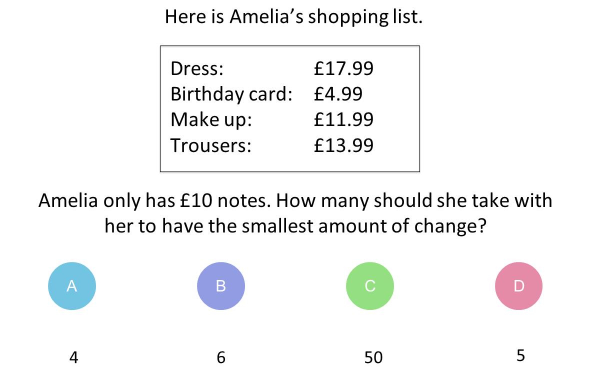 Here is Amelia’s shopping list.
Dress: £17.99
Birthday card: £4.99
Make up: £11.99
Trousers: £13.99
Amelia only has £10 notes. How many should she take with
her to have the smallest amount of change?
A B C D
4 6 50 5